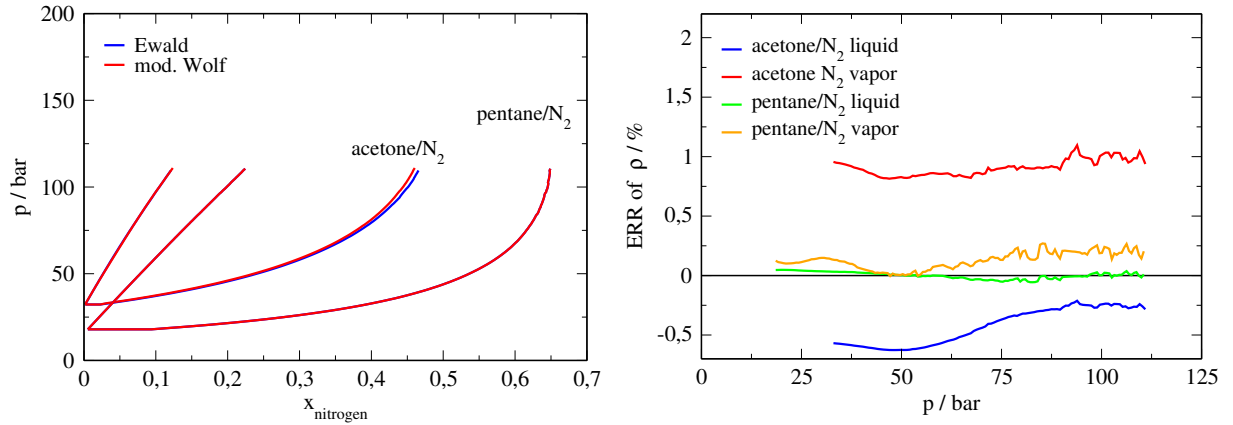 200
150
100
50
0
p / bar
Ewald
mod. Wolf
pentane/N2
acetone/N2
0 0,1 0,2 0,3 0,4 0,5 0,6 0,7
xnitrogen
2
1,5
1
0,5
0
-0,5
ERR of ρ / %
acetone/N2 liquid
acetone N2 vapor
pentane/N2 liquid
pentane/N2 vapor
0 25 50 75 100 125
p / bar